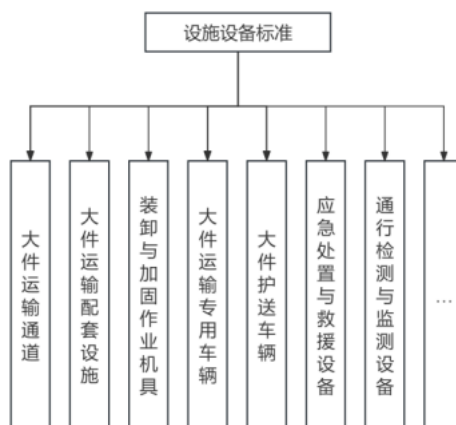 设施设备标准
大件运输通道
大件运输配套设施
装卸与加固作业机具
大件运输专用车辆
大件护送车辆
应急处置与救援设备
通行检测与监测设备
…